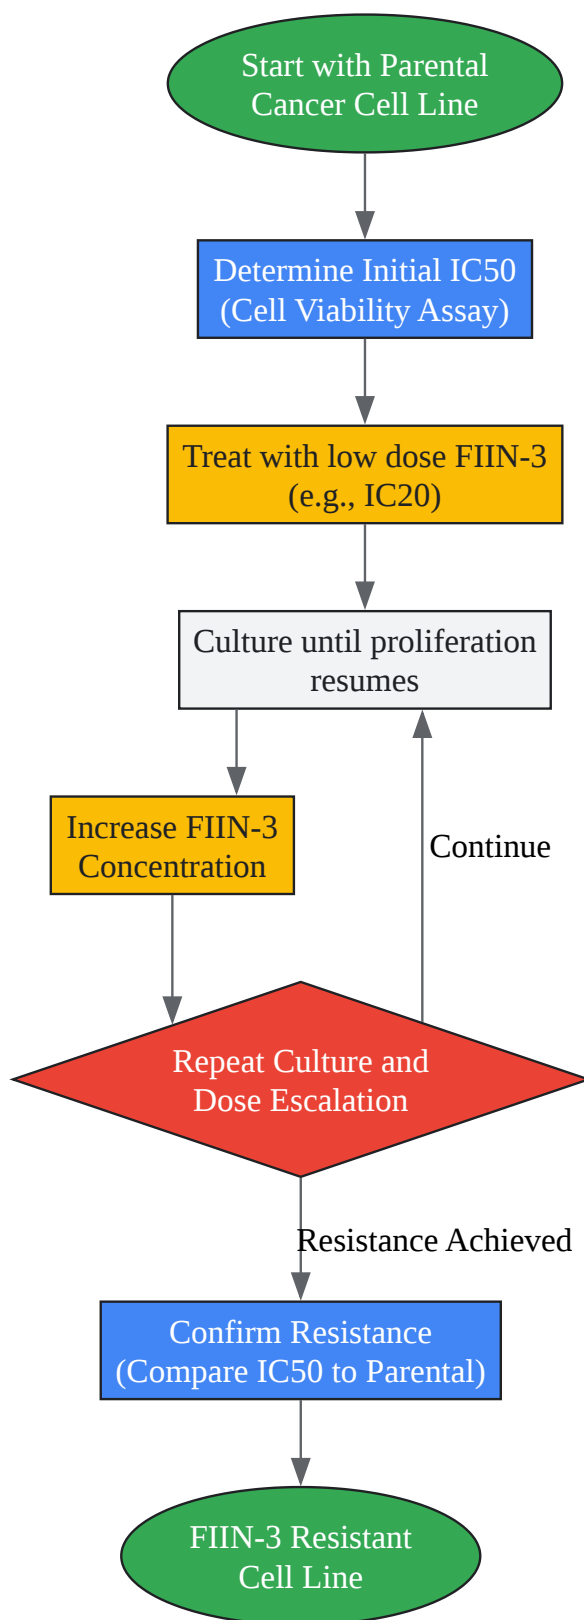 Start with Parental
Cancer Cell Line
Determine Initial IC50
(Cell Viability Assay)
Treat with low dose FIIN-3
(e.g., IC20)
Culture until proliferation
resumes
Increase FIIN-3
Concentration
Continue
Repeat Culture and
Dose Escalation
Resistance Achieved
Confirm Resistance
(Compare IC50 to Parental)
FIIN-3 Resistant
Cell Line